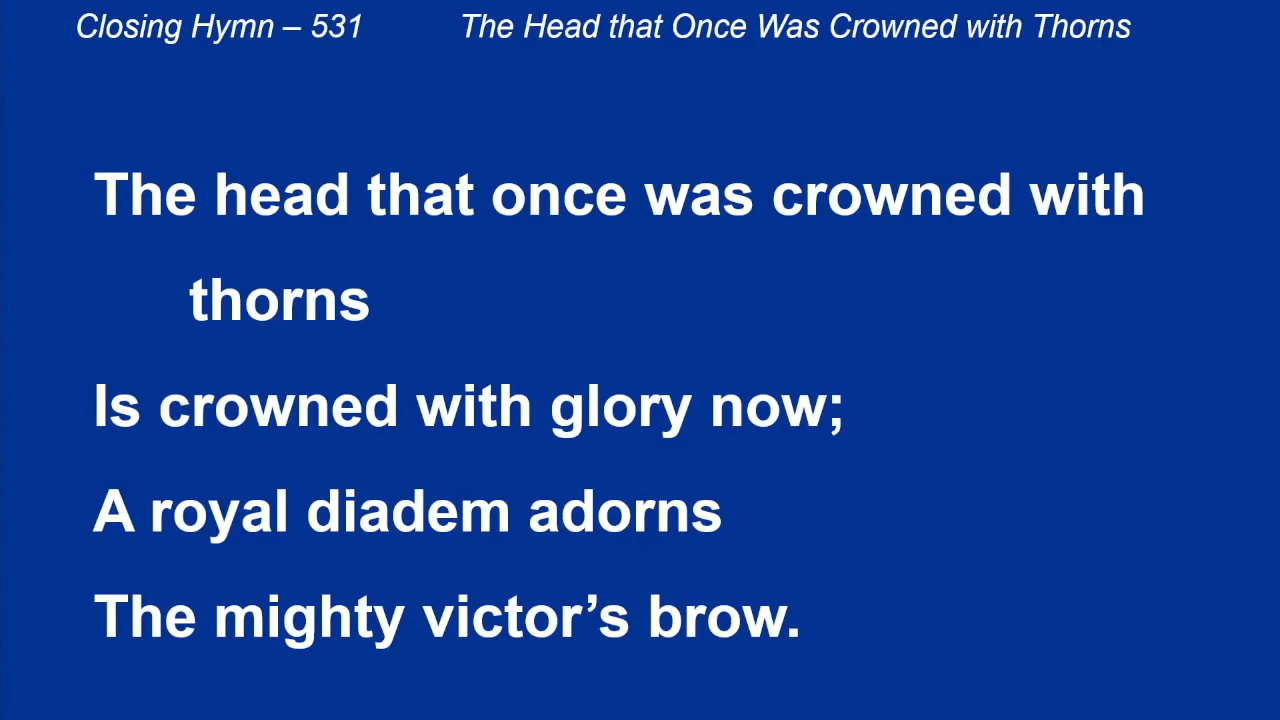 Closing Hymn – 531 The Head that Once Was Crowned with Thorns
The head that once was crowned with
thorns
Is crowned with glory now;
A royal diadem adorns
The mighty victor’s brow.